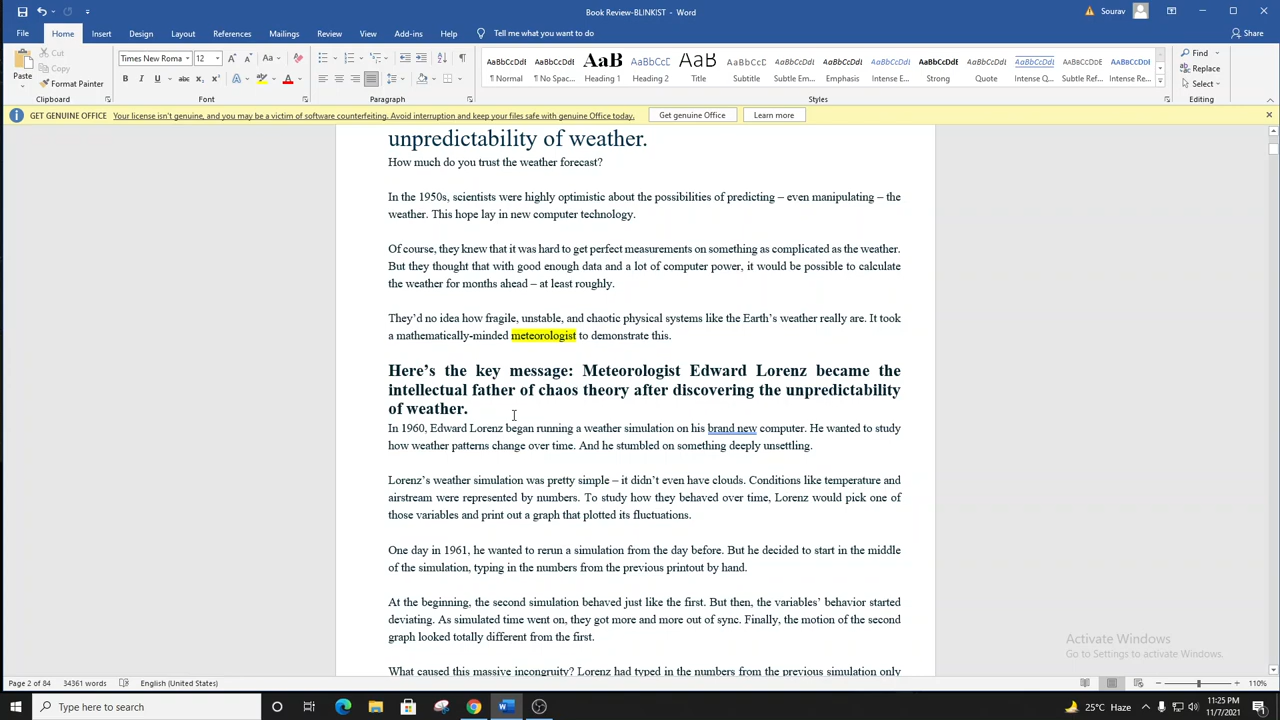 Book Review-BLINKIST - Word
Sourav
File Home Insert Design Layout References Mailings Review View Add-ins Help Tell me what you want to do Share
Paste Cut Copy Format Painter
Times New Roma 12
AaBbCcDdI AaBbCcDdI AaB AaBbCcDd AaB AaBbCcDd AaBbCcDdI AaBbCcDdI AaBbCcDdI AaBbCcDdI AaBbCcDdI AaBbCcDdI AaBbCcDdE AaBbCcDdI
¶ Normal ¶ No Spac... Heading 1 Heading 2 Title Subtitle Subtle Em... Emphasis Intense E... Strong Quote Intense Q... Subtle Ref... Intense Re...
Find Replace Select
Clipboard Font Paragraph Styles Editing
GET GENUINE OFFICE Your license isn't genuine, and you may be a victim of software counterfeiting. Avoid interruption and keep your files safe with genuine Office today. Get genuine Office Learn more
unpredictability of weather.
How much do you trust the weather forecast?
In the 1950s, scientists were highly optimistic about the possibilities of predicting – even manipulating – the
weather. This hope lay in new computer technology.
Of course, they knew that it was hard to get perfect measurements on something as complicated as the weather.
But they thought that with good enough data and a lot of computer power, it would be possible to calculate
the weather for months ahead – at least roughly.
They’d no idea how fragile, unstable, and chaotic physical systems like the Earth’s weather really are. It took
a mathematically-minded meteorologist to demonstrate this.
Here’s the key message: Meteorologist Edward Lorenz became the
intellectual father of chaos theory after discovering the unpredictability
of weather.
In 1960, Edward Lorenz began running a weather simulation on his brand new computer. He wanted to study
how weather patterns change over time. And he stumbled on something deeply unsettling.
Lorenz’s weather simulation was pretty simple – it didn’t even have clouds. Conditions like temperature and
airstream were represented by numbers. To study how they behaved over time, Lorenz would pick one of
those variables and print out a graph that plotted its fluctuations.
One day in 1961, he wanted to rerun a simulation from the day before. But he decided to start in the middle
of the simulation, typing in the numbers from the previous printout by hand.
At the beginning, the second simulation behaved just like the first. But then, the variables’ behavior started
deviating. As simulated time went on, they got more and more out of sync. Finally, the motion of the second
graph looked totally different from the first.
What caused this massive incongruity? Lorenz had typed in the numbers from the previous simulation only
Activate Windows
Go to Settings to activate Windows.
Page 2 of 84 34361 words English (United States) 110%
Type here to search 25°C Haze 11:25 PM
11/7/2021